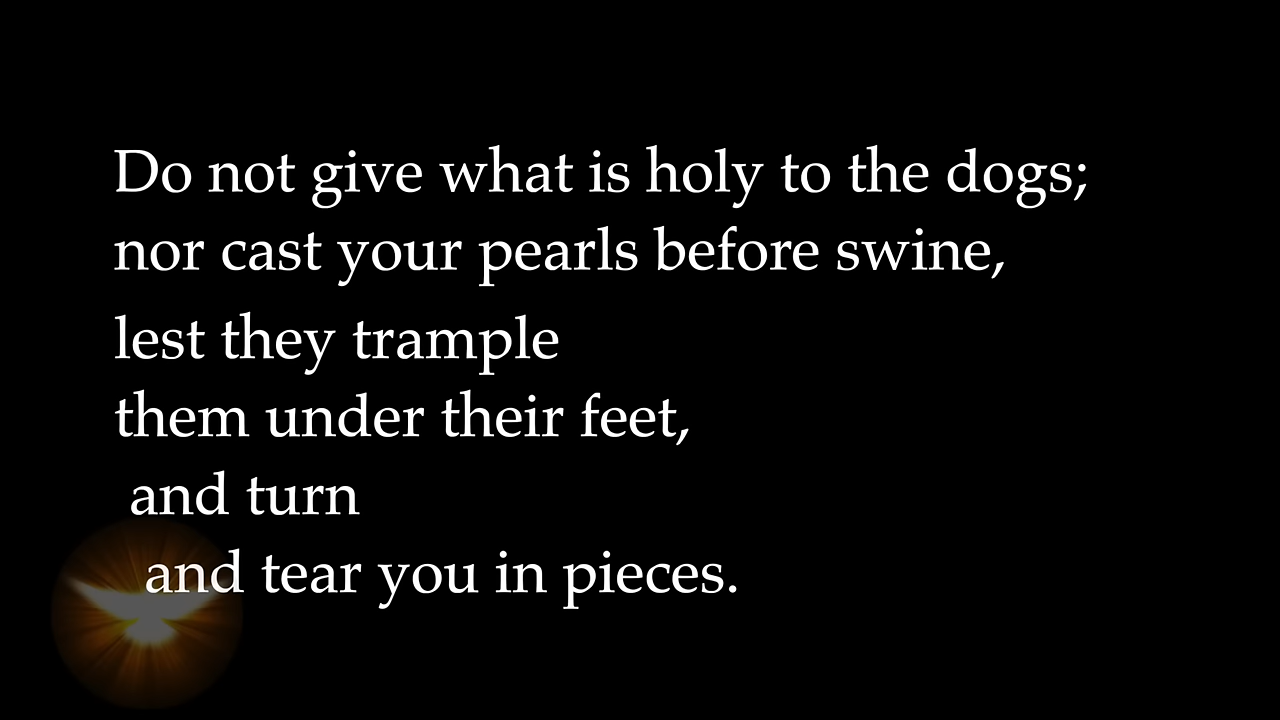 Do not give what is holy to the dogs;
nor cast your pearls before swine,
lest they trample
them under their feet,
and turn
and tear you in pieces.